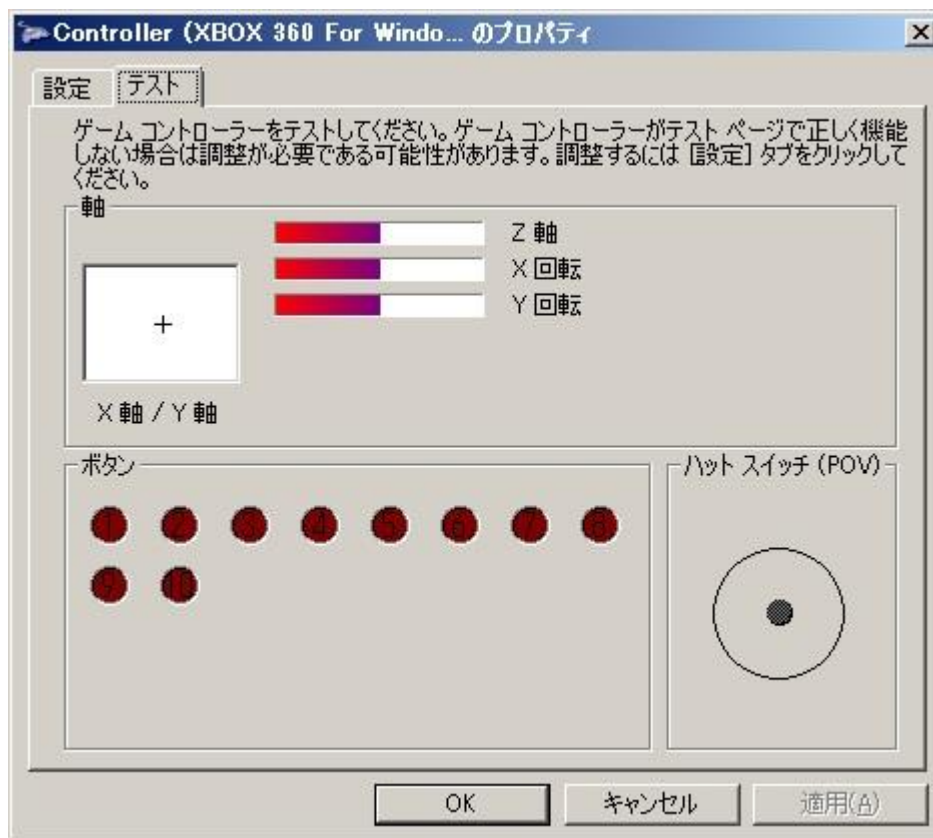 Controller (XBOX 360 For Windo... のプロパティ
設定 テスト
ゲーム コントローラーをテストしてください。ゲーム コントローラーがテスト ページで正しく機能
しない場合は調整が必要である可能性があります。調整するには [設定] タブをクリックして
ください。
軸
Z 軸
X 回転
Y 回転
X 軸 / Y 軸
ボタン
1 2 3 4 5 6 7 8
9 10
ハット スイッチ (POV)
OK キャンセル 適用(A)